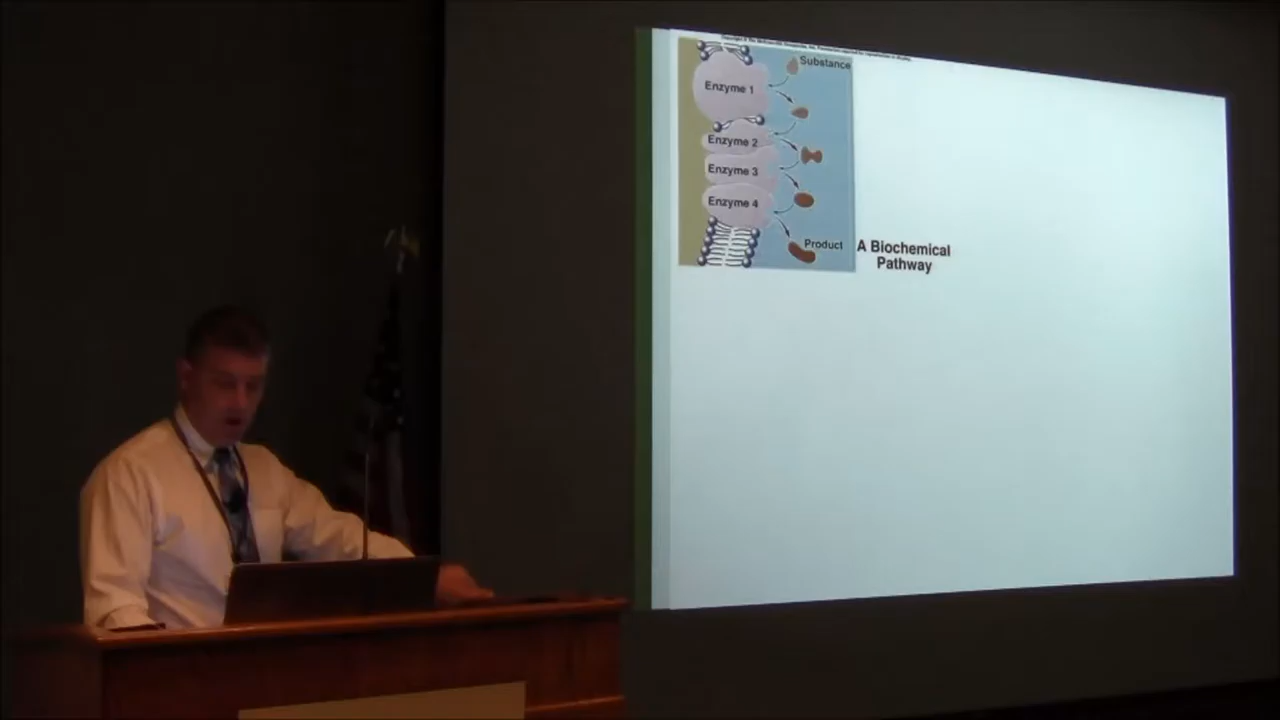 Substance
Enzyme 1
Enzyme 2
Enzyme 3
Enzyme 4
Product
A Biochemical
Pathway